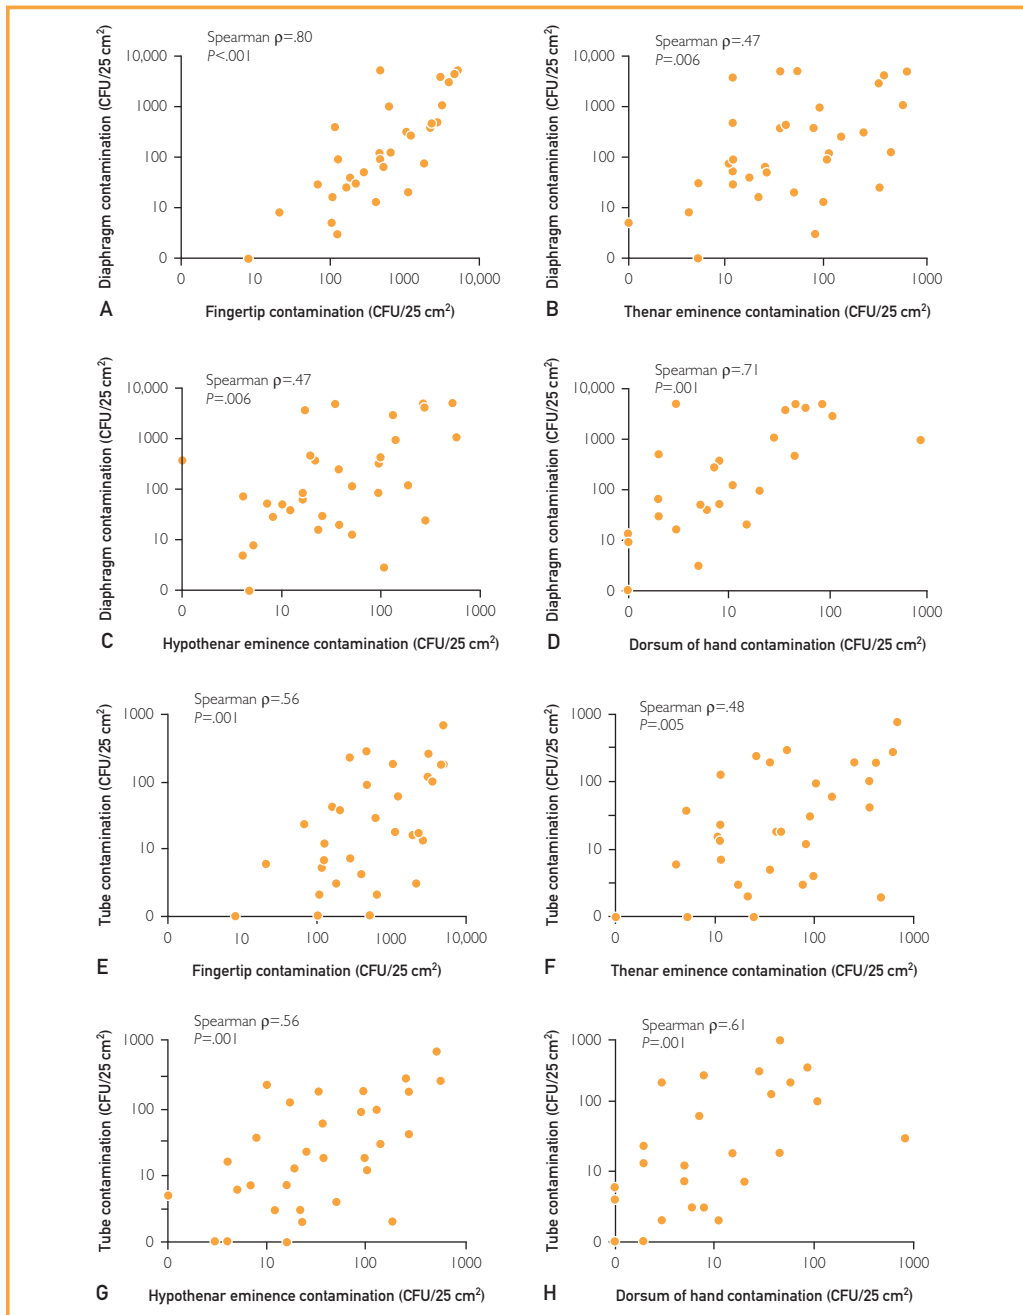 Spearman ρ=.80
P<.001
10,000
1000
100
10
0
0
10
100
1000
10,000
Diaphragm contamination (CFU/25 cm²)
A
Fingertip contamination (CFU/25 cm²)
Spearman ρ=.47
P=.006
10,000
1000
100
10
0
0
10
100
1000
Diaphragm contamination (CFU/25 cm²)
B
Thenar eminence contamination (CFU/25 cm²)
Spearman ρ=.47
P=.006
10,000
1000
100
10
0
0
10
100
1000
Diaphragm contamination (CFU/25 cm²)
C
Hypothenar eminence contamination (CFU/25 cm²)
Spearman ρ=.71
P=.001
10,000
1000
100
10
0
0
10
100
1000
Diaphragm contamination (CFU/25 cm²)
D
Dorsum of hand contamination (CFU/25 cm²)
Spearman ρ=.56
P=.001
1000
100
10
0
0
10
100
1000
10,000
Tube contamination (CFU/25 cm²)
E
Fingertip contamination (CFU/25 cm²)
Spearman ρ=.48
P=.005
1000
100
10
0
0
10
100
1000
Tube contamination (CFU/25 cm²)
F
Thenar eminence contamination (CFU/25 cm²)
Spearman ρ=.56
P=.001
1000
100
10
0
0
10
100
1000
Tube contamination (CFU/25 cm²)
G
Hypothenar eminence contamination (CFU/25 cm²)
Spearman ρ=.61
P=.001
1000
100
10
0
0
10
100
1000
Tube contamination (CFU/25 cm²)
H
Dorsum of hand contamination (CFU/25 cm²)